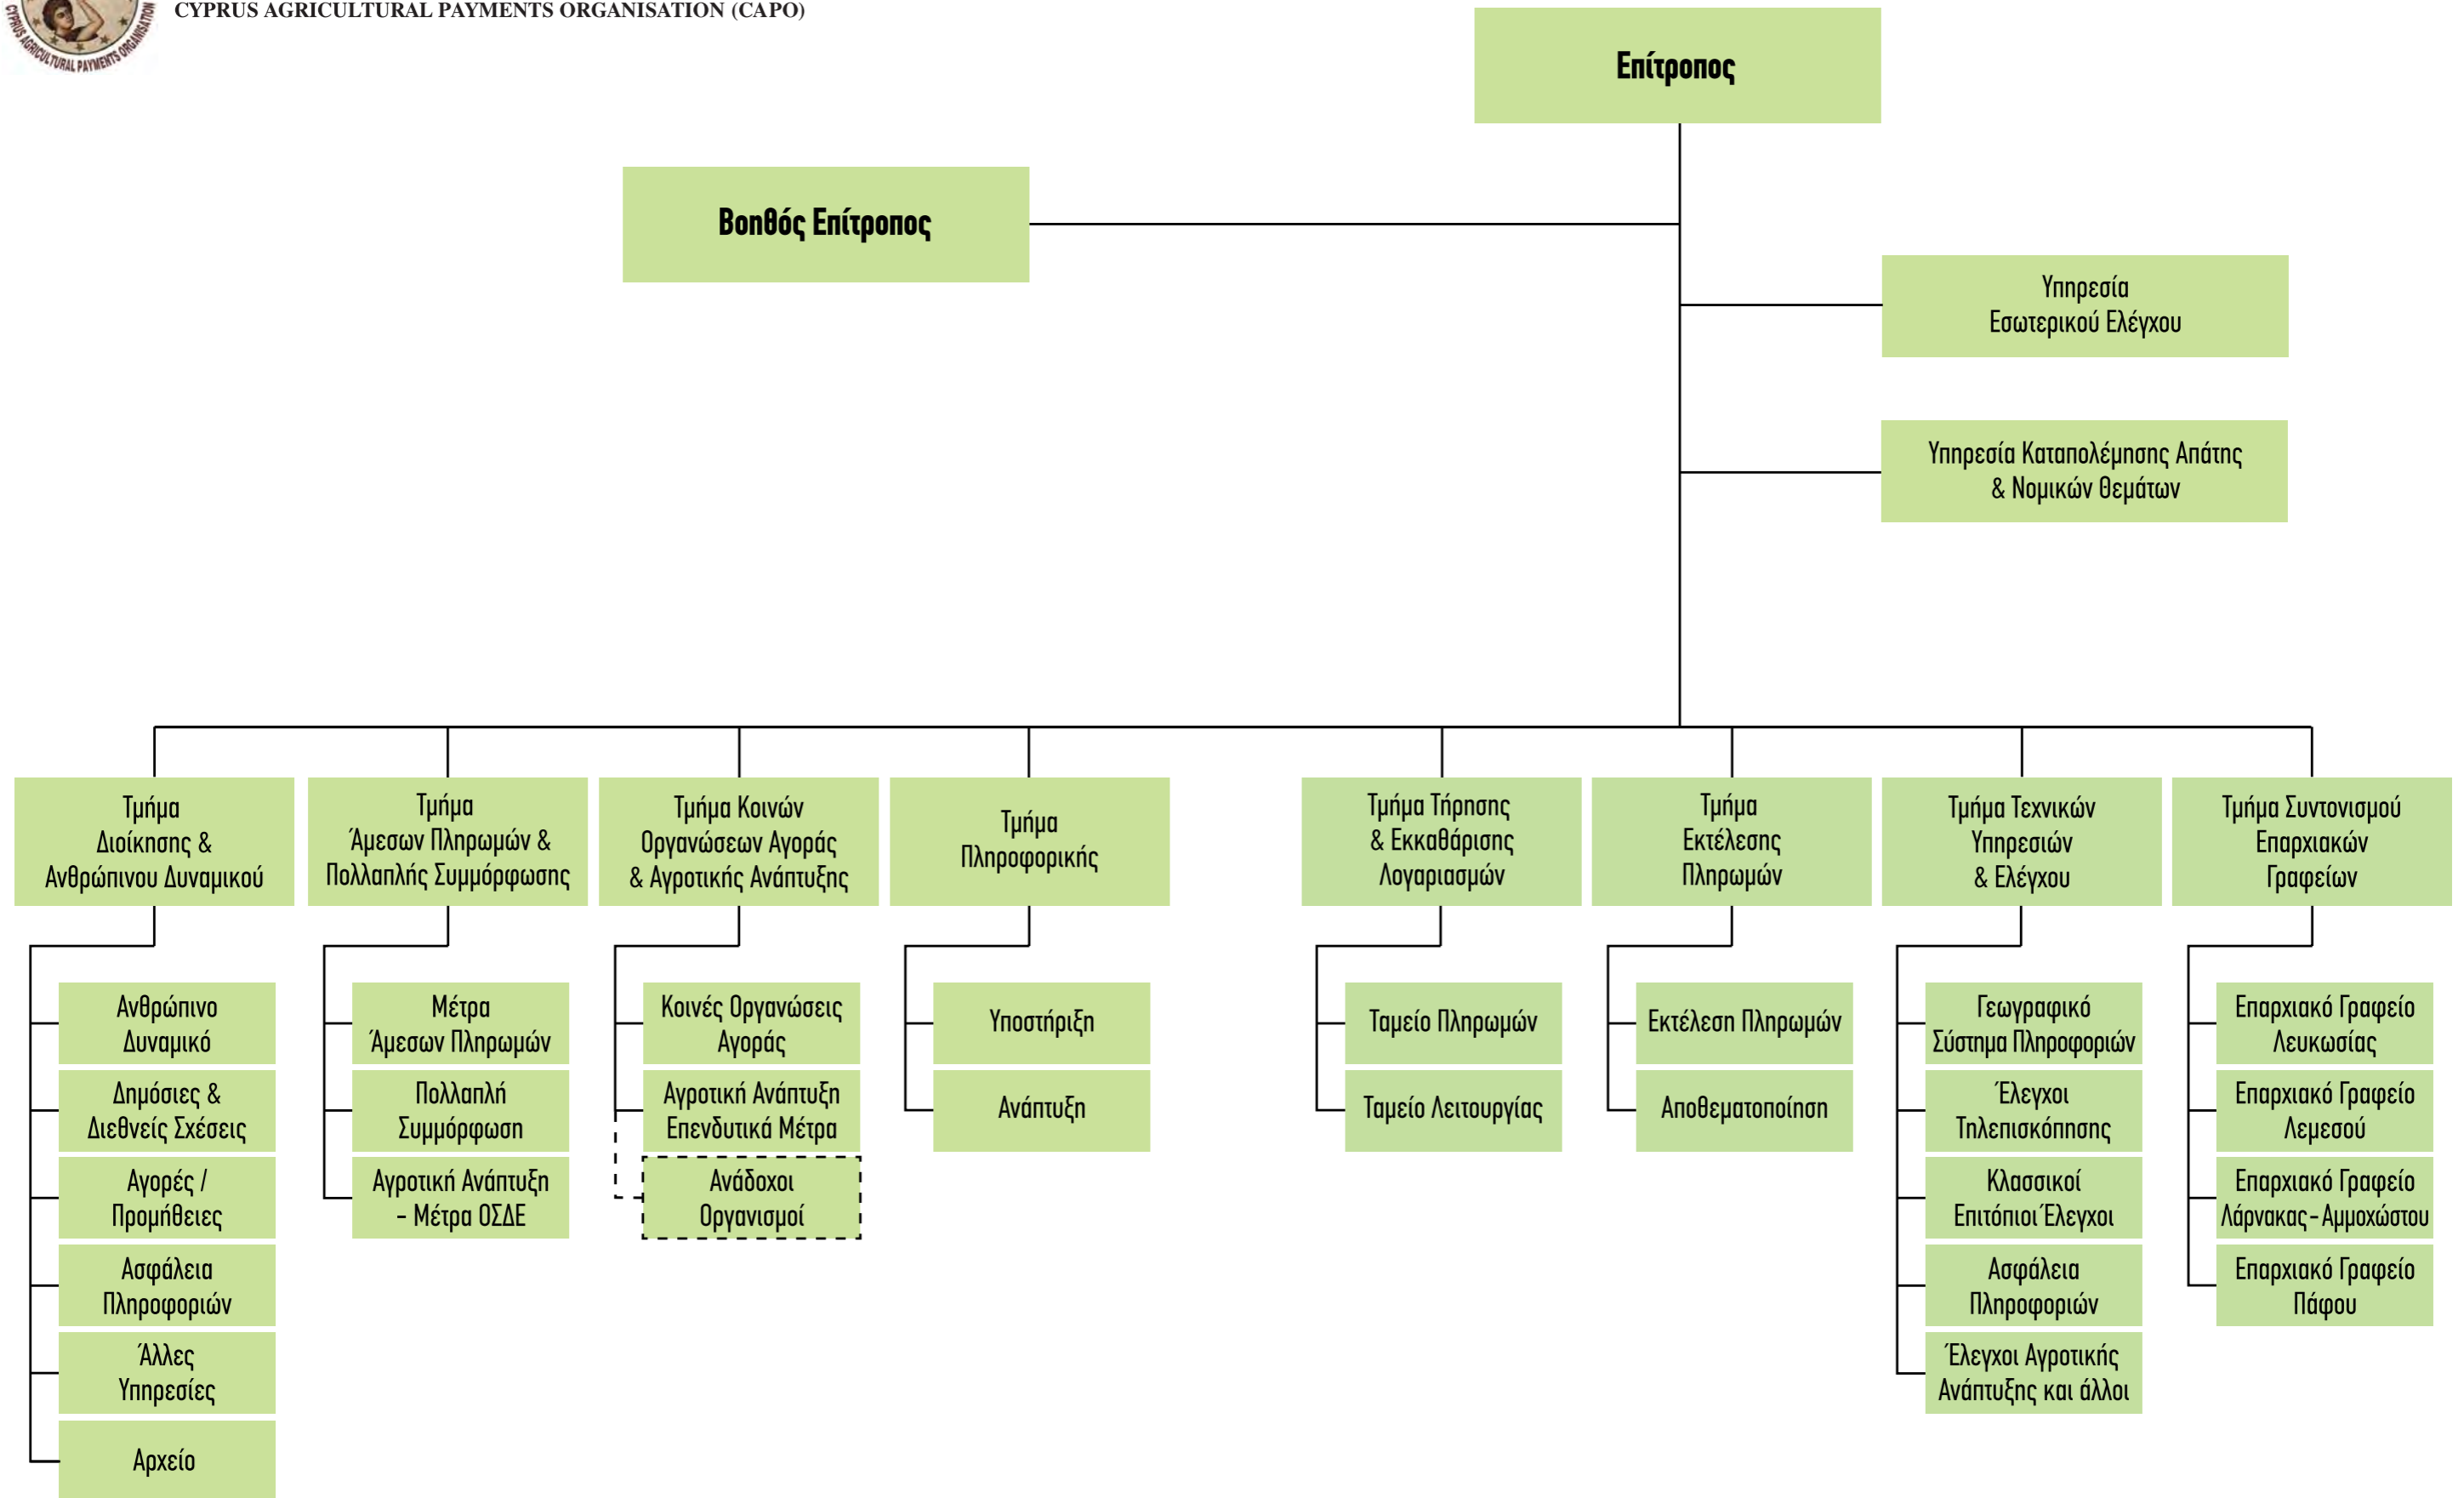 CYPRUS AGRICULTURAL PAYMENTS ORGANISATION (CAPO)
CYPRUS AGRICULTURAL PAYMENTS ORGANISATION
Επίτροπος
Βοηθός Επίτροπος
Υπηρεσία
Εσωτερικού Ελέγχου
Υπηρεσία Καταπολέμησης Απάτης
& Νομικών Θεμάτων
Τμήμα
Διοίκησης &
Ανθρώπινου Δυναμικού
Τμήμα
Άμεσων Πληρωμών &
Πολλαπλής Συμμόρφωσης
Τμήμα Κοινών
Οργανώσεων Αγοράς
& Αγροτικής Ανάπτυξης
Τμήμα
Πληροφορικής
Τμήμα Τήρησης
& Εκκαθάρισης
Λογαριασμών
Τμήμα
Εκτέλεσης
Πληρωμών
Τμήμα Τεχνικών
Υπηρεσιών
& Ελέγχου
Τμήμα Συντονισμού
Επαρχιακών
Γραφείων
Ανθρώπινο
Δυναμικό
Δημόσιες &
Διεθνείς Σχέσεις
Αγορές /
Προμήθειες
Ασφάλεια
Πληροφοριών
Άλλες
Υπηρεσίες
Αρχείο
Μέτρα
Άμεσων Πληρωμών
Πολλαπλή
Συμμόρφωση
Αγροτική Ανάπτυξη
- Μέτρα ΟΣΔΕ
Κοινές Οργανώσεις
Αγοράς
Αγροτική Ανάπτυξη
Επενδυτικά Μέτρα
Ανάδοχοι
Οργανισμοί
Υποστήριξη
Ανάπτυξη
Ταμείο Πληρωμών
Ταμείο Λειτουργίας
Εκτέλεση Πληρωμών
Αποθεματοποίηση
Γεωγραφικό
Σύστημα Πληροφοριών
Έλεγχοι
Τηλεπισκόπησης
Κλασσικοί
Επιτόπιοι Έλεγχοι
Ασφάλεια
Πληροφοριών
Έλεγχοι Αγροτικής
Ανάπτυξης και άλλοι
Επαρχιακό Γραφείο
Λευκωσίας
Επαρχιακό Γραφείο
Λεμεσού
Επαρχιακό Γραφείο
Λάρνακας - Αμμοχώστου
Επαρχιακό Γραφείο
Πάφου